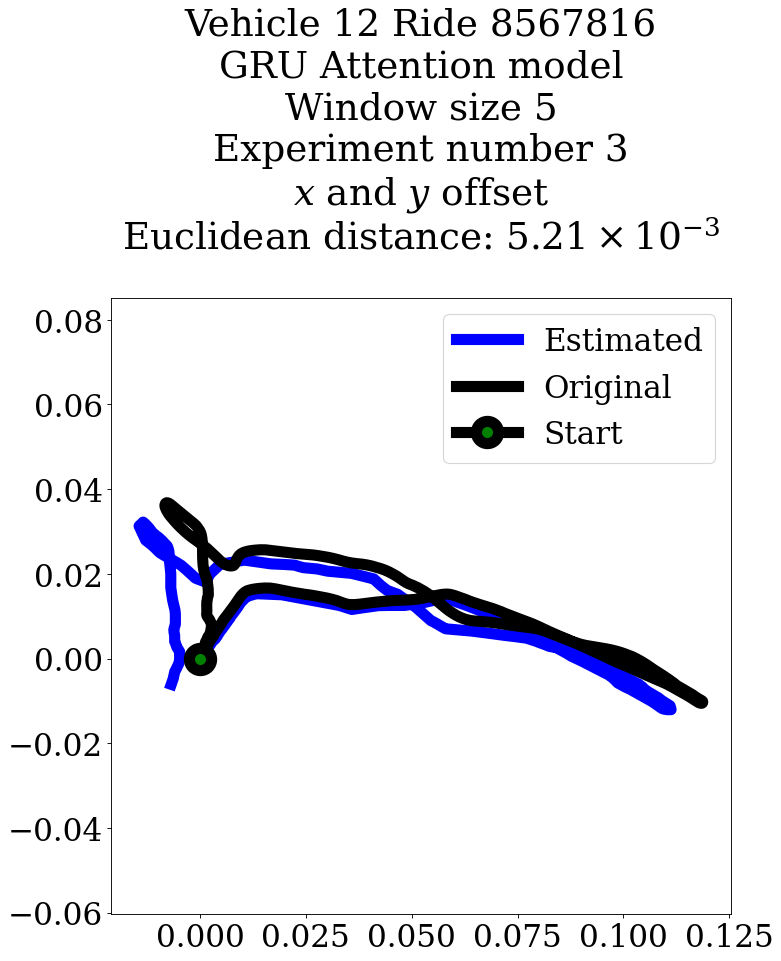 Vehicle 12 Ride 8567816
GRU Attention model
Window size 5
Experiment number 3
x and y offset
Euclidean distance: 5.21 × 10⁻³
Estimated
Original
Start
0.08
0.06
0.04
0.02
0.00
−0.02
−0.04
−0.06
0.000 0.025 0.050 0.075 0.100 0.125